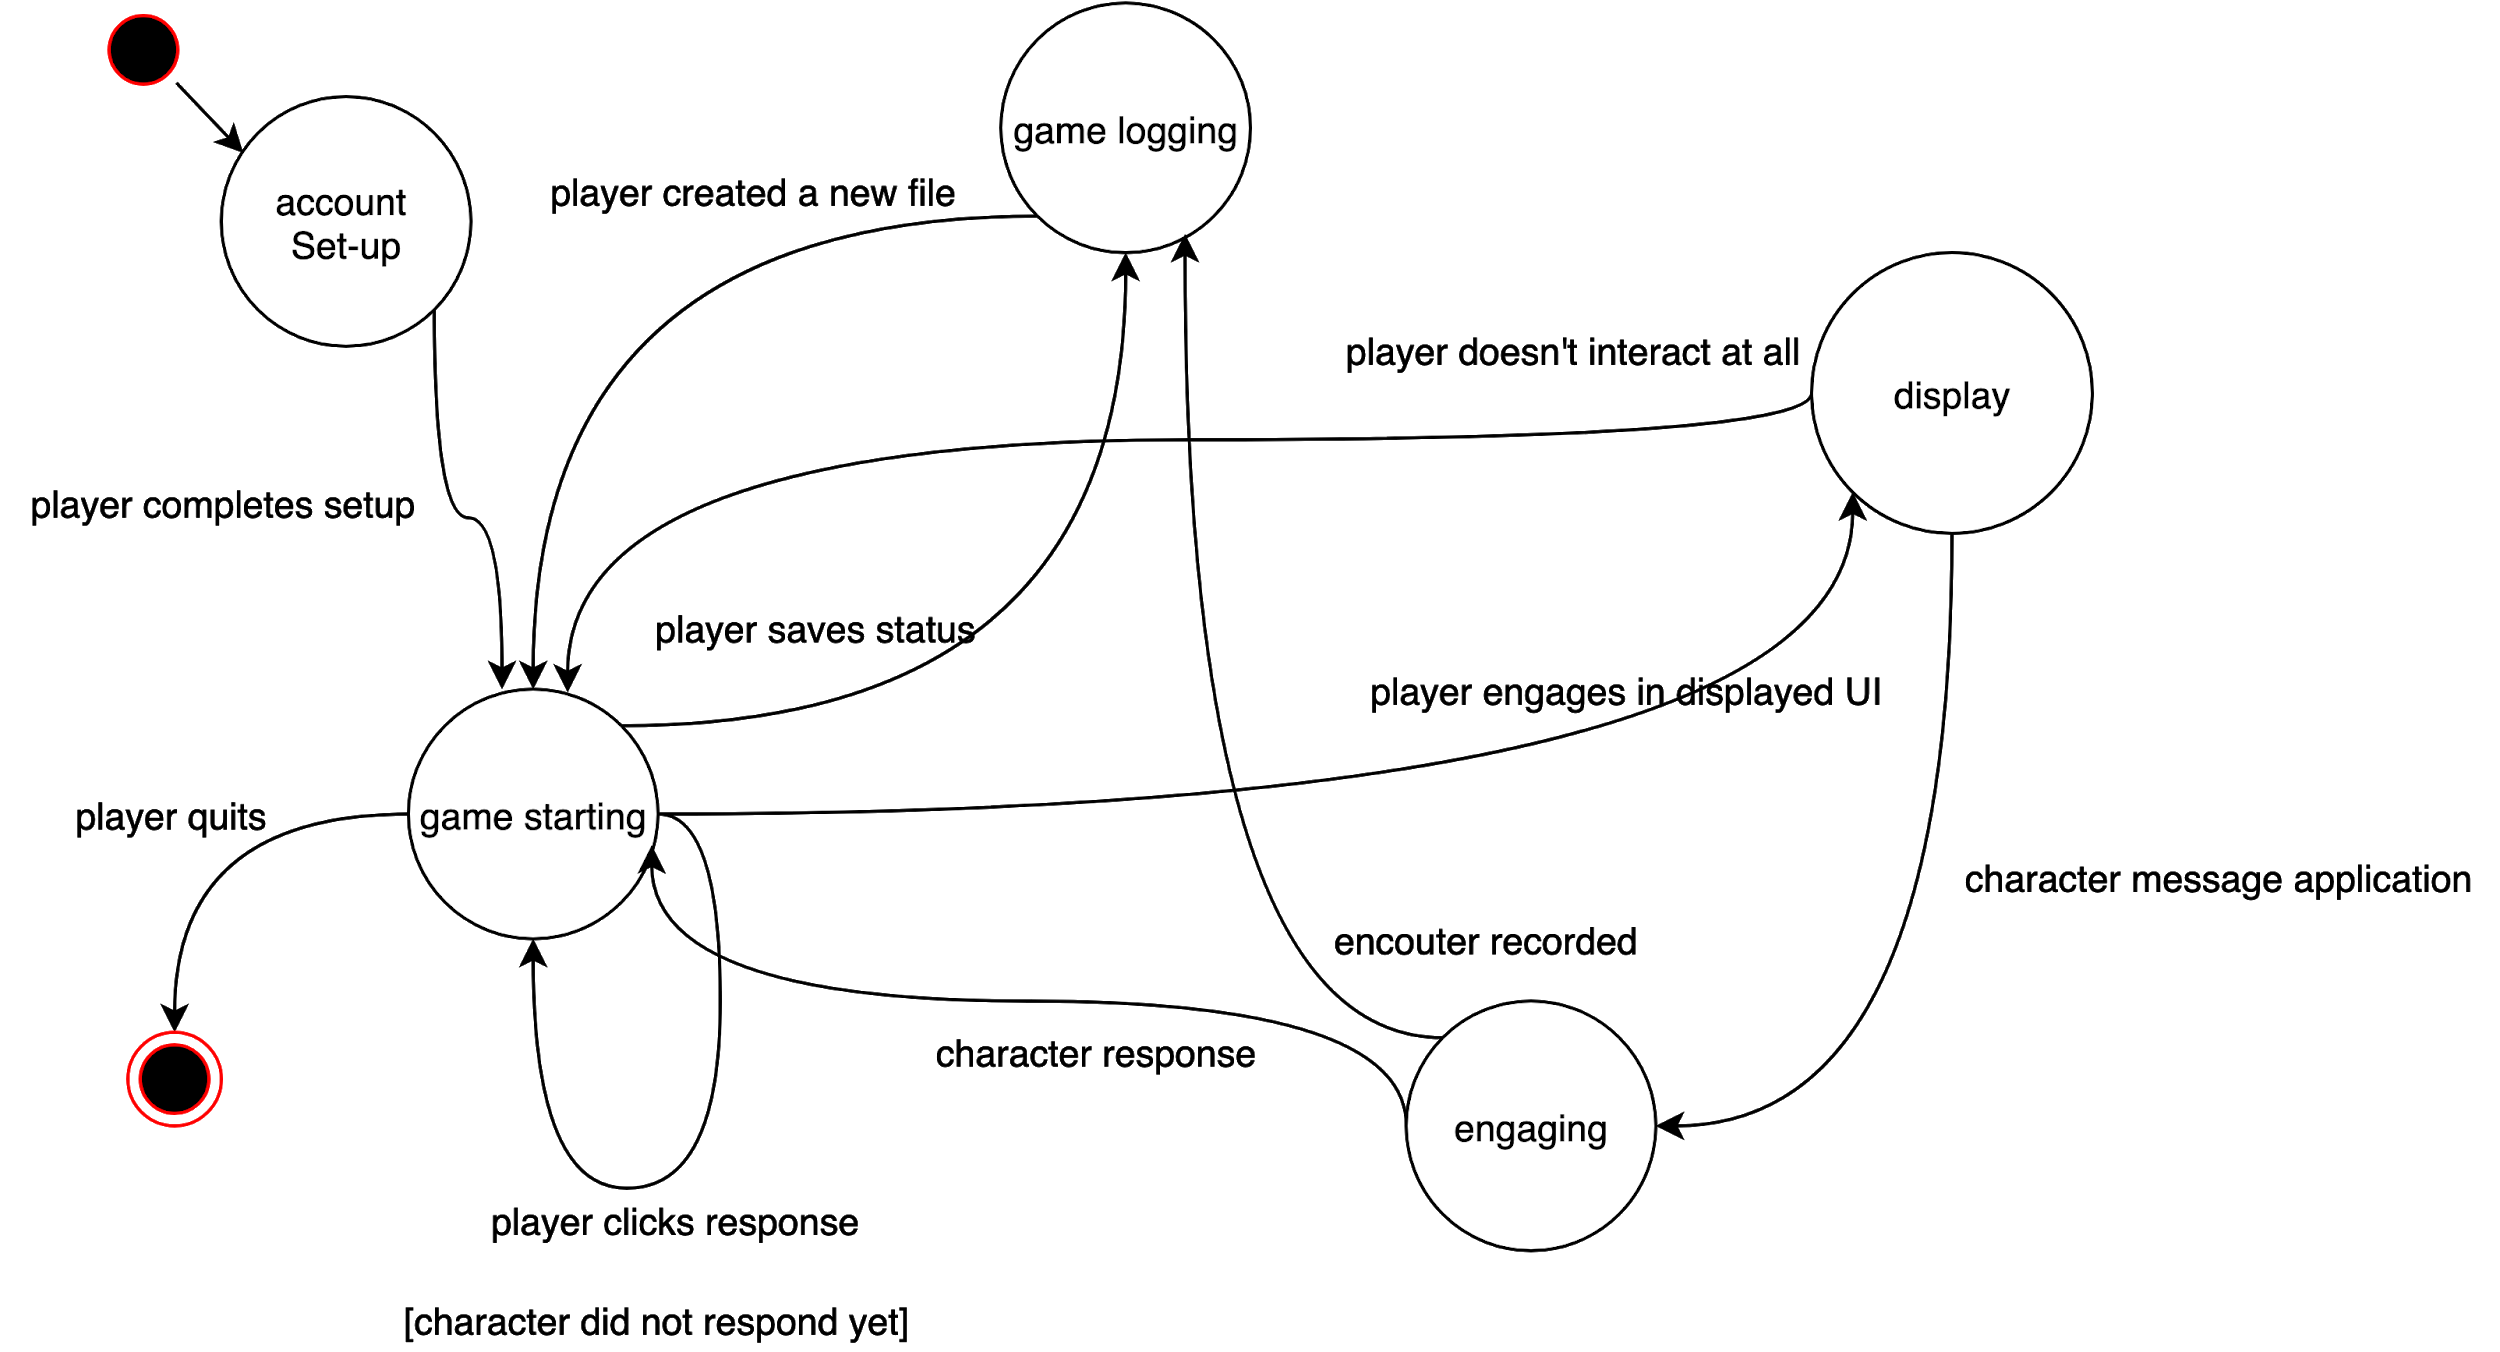 game logging
player created a new file
account
Set-up
player doesn't interact at all
display
player completes setup
player saves status
player engages in displayed UI
player quits
game starting
character message application
encouter recorded
character response
engaging
player clicks response
[character did not respond yet]